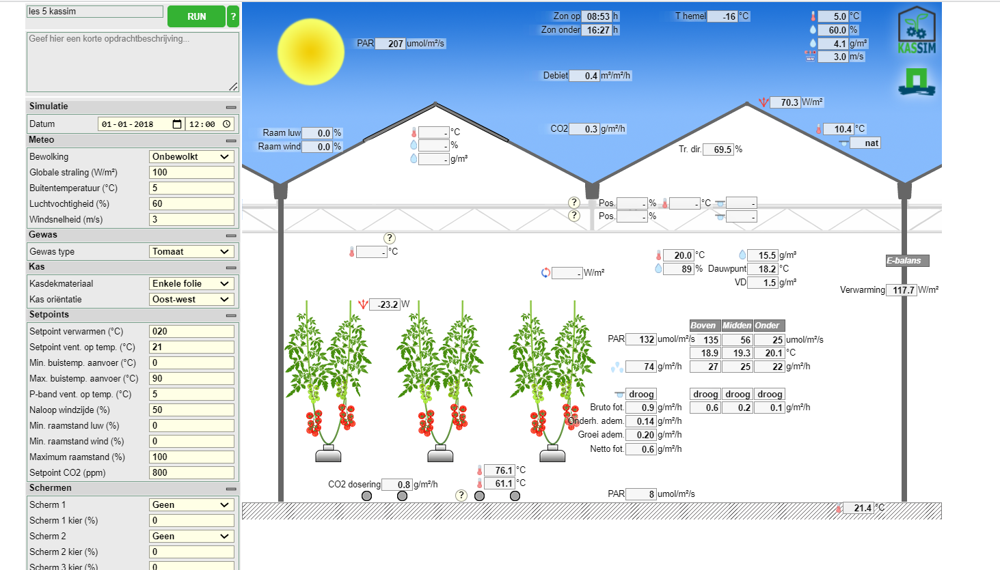 les 5 kassim
RUN
?
Geef hier een korte opdrachtbeschrijving...
Simulatie
Datum 01-01-2018 12:00
Meteo
Bewolking Onbewolkt
Globale straling (W/m²) 100
Buitentemperatuur (°C) 5
Luchtvochtigheid (%) 60
Windsnelheid (m/s) 3
Gewas
Gewas type Tomaat
Kas
Kasdekmateriaal Enkele folie
Kas oriëntatie Oost-west
Setpoints
Setpoint verwarmen (°C) 020
Setpoint vent. op temp. (°C) 21
Min. buistemp. aanvoer (°C) 0
Max. buistemp. aanvoer (°C) 90
P-band vent. op temp. (°C) 5
Naloop windzijde (%) 50
Min. raamstand luw (%) 0
Min. raamstand wind (%) 0
Maximum raamstand (%) 100
Setpoint CO2 (ppm) 800
Schermen
Scherm 1 Geen
Scherm 1 kier (%) 0
Scherm 2 Geen
Scherm 2 kier (%) 0
Scherm 3 kier (%) 0
Zon op 08:53 h
Zon onder 16:27 h
T hemel -16 °C
5.0 °C
60.0 %
4.1 g/m³
3.0 m/s
KASSIM
PAR 207 umol/m²/s
Debiet 0.4 m³/m²/h
70.3 W/m²
Raam luw 0.0 %
Raam wind 0.0 %
- °C
- %
- g/m³
CO2 0.3 g/m²/h
10.4 °C
nat
Tr. dir. 69.5 %
? Pos. - % - °C -
? Pos. - % -
?
- °C
- W/m²
20.0 °C 15.5 g/m³
89 % Dauwpunt 18.2 °C
VD 1.5 g/m³
E-balans
Verwarming 117.7 W/m²
-23.2 W
Boven Midden Onder
PAR 132 umol/m²/s 135 56 25 umol/m²/s
18.9 19.3 20.1 °C
74 g/m²/h 27 25 22 g/m²/h
droog droog droog droog
Bruto fot. 0.9 g/m²/h 0.6 0.2 0.1 g/m²/h
Onderh. adem. 0.14 g/m²/h
Groei adem. 0.20 g/m²/h
Netto fot. 0.6 g/m²/h
76.1 °C
CO2 dosering 0.8 g/m²/h 61.1 °C
?
PAR 8 umol/m²/s
21.4 °C